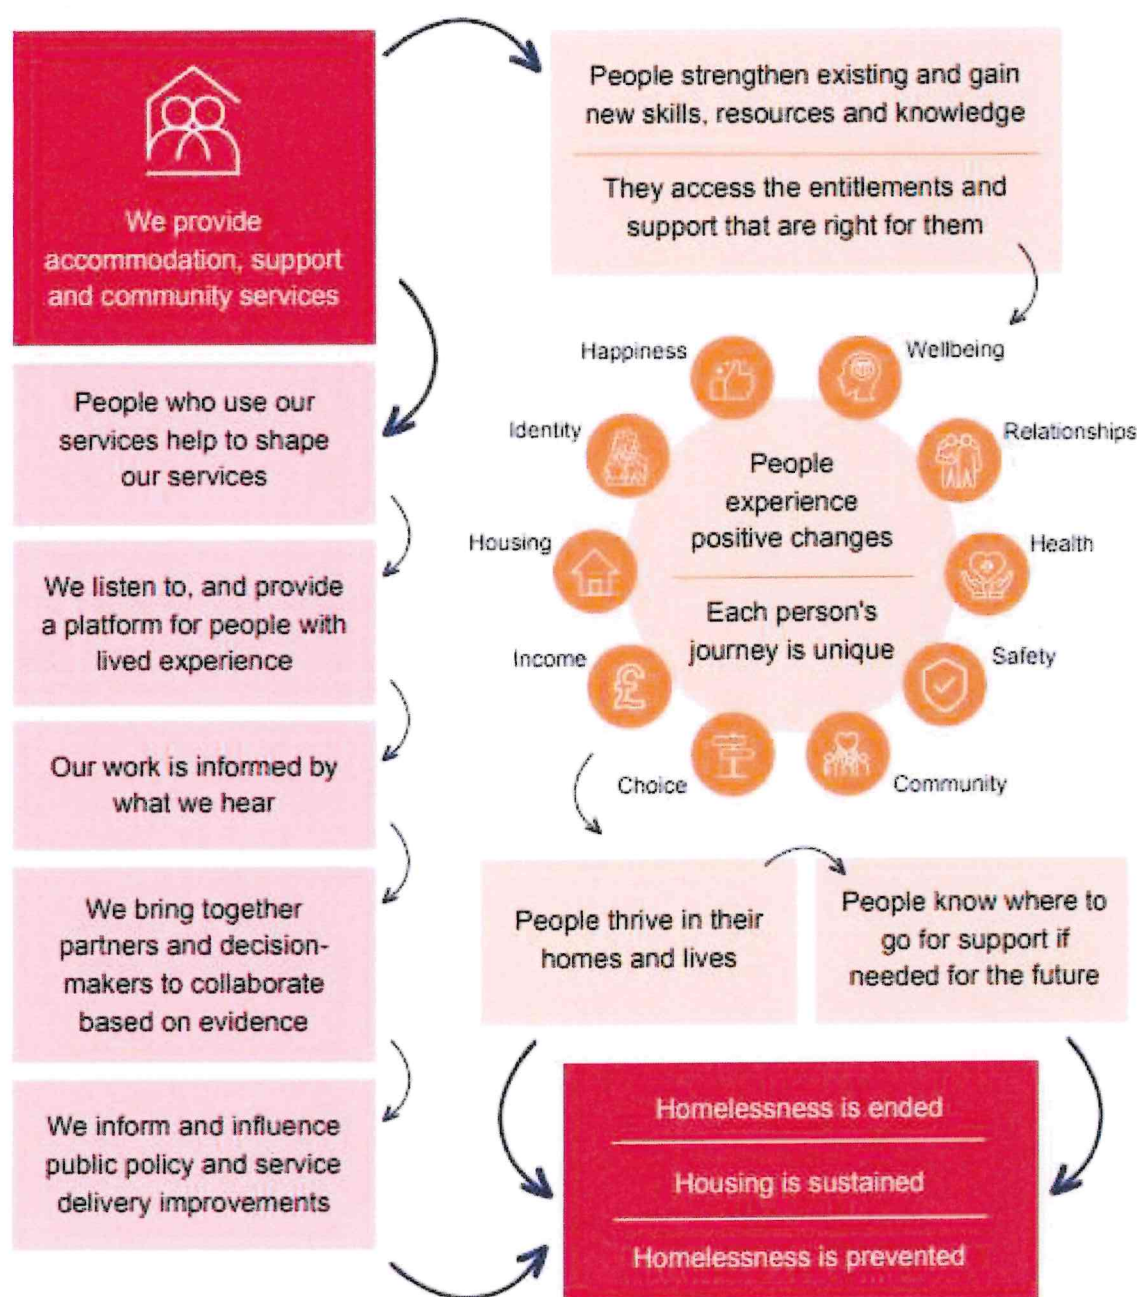 We provide
accommodation, support
and community services
People who use our
services help to shape
our services
We listen to, and provide
a platform for people with
lived experience
Our work is informed by
what we hear
We bring together
partners and decision-
makers to collaborate
based on evidence
We inform and influence
public policy and service
delivery improvements
People strengthen existing and gain
new skills, resources and knowledge
They access the entitlements and
support that are right for them
Happiness
Wellbeing
Identity
Relationships
Housing
Health
Income
Safety
Choice
Community
People
experience
positive changes
Each person's
journey is unique
People thrive in their
homes and lives
People know where to
go for support if
needed for the future
Homelessness is ended
Housing is sustained
Homelessness is prevented